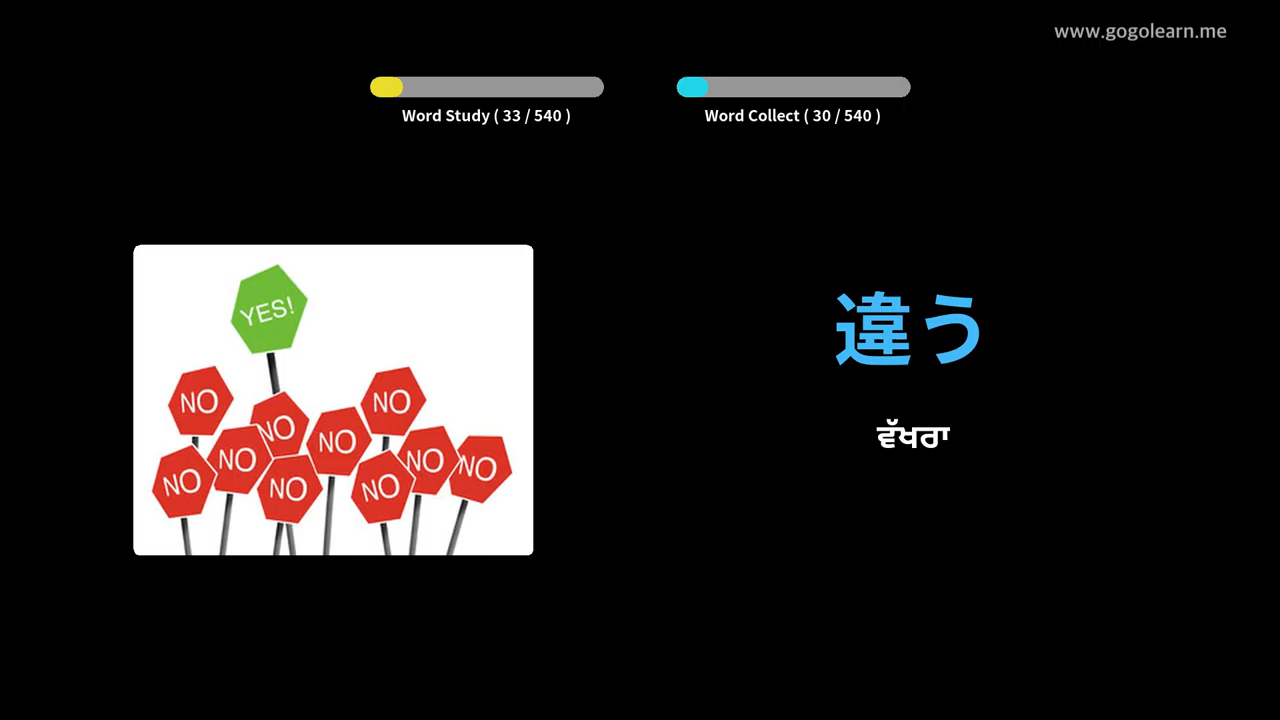 www.gogolearn.me
Word Study ( 33 / 540 )
Word Collect ( 30 / 540 )
YES!
NO
NO
NO
NO
NO
NO
NO
NO
NO
NO
違う
ਵੱਖਰਾ